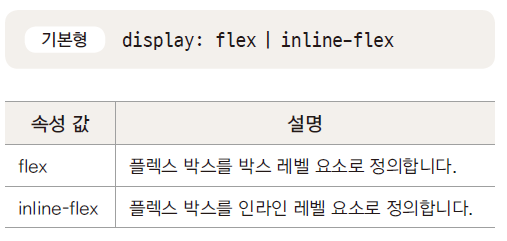 기본형 display: flex | inline-flex
속성 값 설명
flex 플렉스 박스를 박스 레벨 요소로 정의합니다.
inline-flex 플렉스 박스를 인라인 레벨 요소로 정의합니다.